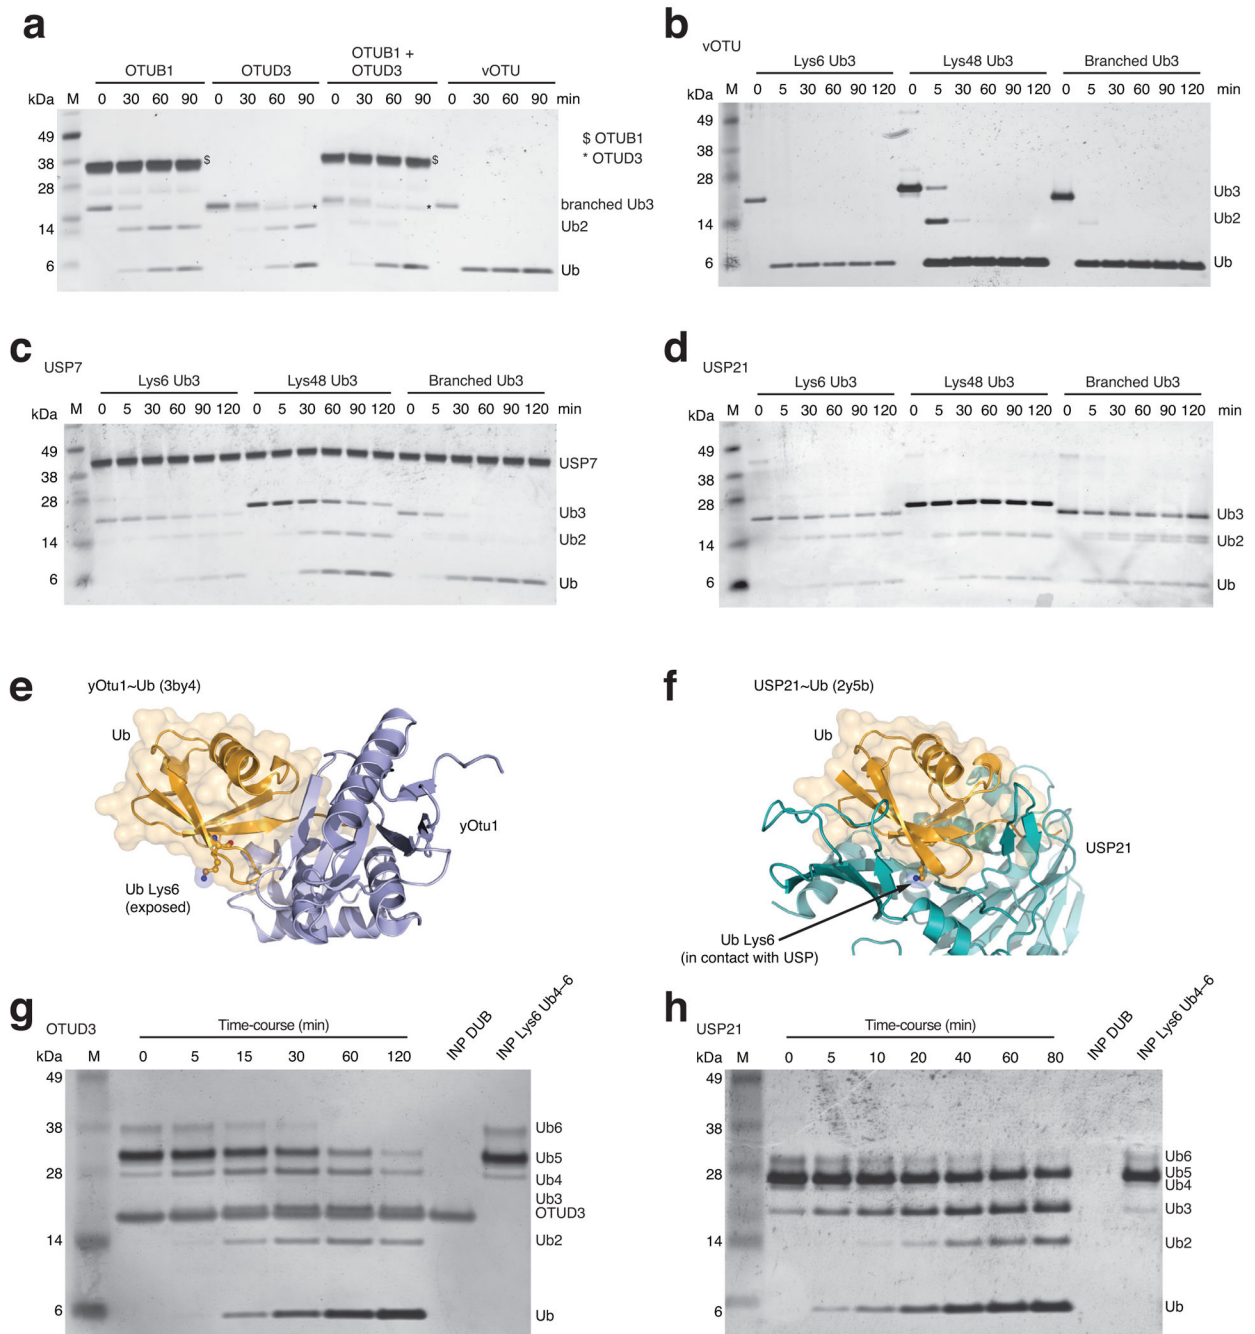 a
OTUB1 OTUD3 OTUB1 + OTUD3 vOTU
kDa M 0 30 60 90 0 30 60 90 0 30 60 90 0 30 60 90 min
49
38
28
14
6
$ $
* *
$ OTUB1
* OTUD3
branched Ub3
Ub2
Ub
b
vOTU
Lys6 Ub3 Lys48 Ub3 Branched Ub3
kDa M 0 5 30 60 90 120 0 5 30 60 90 120 0 5 30 60 90 120 min
49
38
28
14
6
Ub3
Ub2
Ub
c
USP7
Lys6 Ub3 Lys48 Ub3 Branched Ub3
kDa M 0 5 30 60 90 120 0 5 30 60 90 120 0 5 30 60 90 120 min
49
38
28
14
6
USP7
Ub3
Ub2
Ub
d
USP21
Lys6 Ub3 Lys48 Ub3 Branched Ub3
kDa M 0 5 30 60 90 120 0 5 30 60 90 120 0 5 30 60 90 120 min
49
38
28
14
6
Ub3
Ub2
Ub
e
yOtu1~Ub (3by4)
Ub
yOtu1
Ub Lys6
(exposed)
f
USP21~Ub (2y5b)
Ub
USP21
Ub Lys6
(in contact with USP)
g
OTUD3
Time-course (min)
kDa M 0 5 15 30 60 120 INP DUB INP Lys6 Ub4–6
49
38
28
14
6
Ub6
Ub5
Ub4
Ub3
OTUD3
Ub2
Ub
h
USP21
Time-course (min)
kDa M 0 5 10 20 40 60 80 INP DUB INP Lys6 Ub4–6
49
38
28
14
6
Ub6
Ub5
Ub4
Ub3
Ub2
Ub